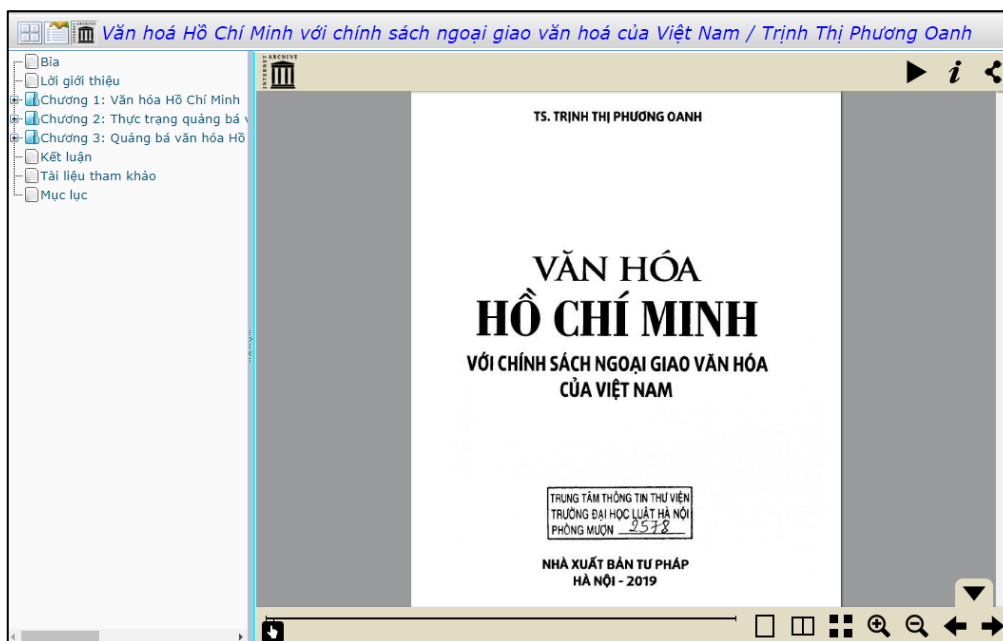 Văn hoá Hồ Chí Minh với chính sách ngoại giao văn hoá của Việt Nam / Trịnh Thị Phương Oanh
Bìa
Lời giới thiệu
Chương 1: Văn hóa Hồ Chí Minh
Chương 2: Thực trạng quảng bá v
Chương 3: Quảng bá văn hóa Hồ
Kết luận
Tài liệu tham khảo
Mục lục
INTERNET ARCHIVE
TS. TRỊNH THỊ PHƯƠNG OANH
VĂN HÓA
HỒ CHÍ MINH
VỚI CHÍNH SÁCH NGOẠI GIAO VĂN HÓA
CỦA VIỆT NAM
TRUNG TÂM THÔNG TIN THƯ VIỆN
TRƯỜNG ĐẠI HỌC LUẬT HÀ NỘI
PHÒNG MƯỢN 2578
NHÀ XUẤT BẢN TƯ PHÁP
HÀ NỘI - 2019